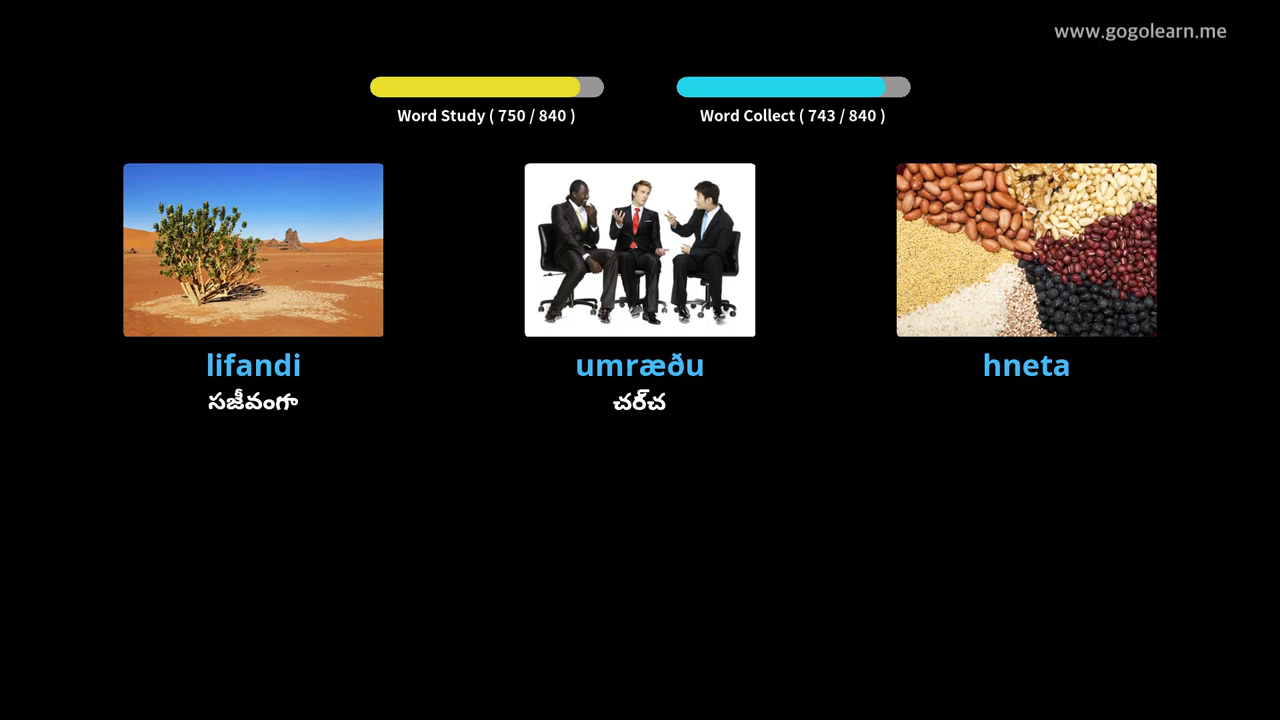 www.gogolearn.me
Word Study ( 750 / 840 )
Word Collect ( 743 / 840 )
lifandi
సజీవంగా
umræðu
చర్చ
hneta